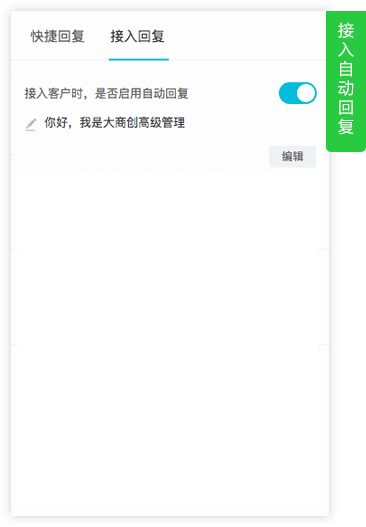 快捷回复 接入回复
接入客户时，是否启用自动回复
你好，我是大商创高级管理
编辑
接入自动回复